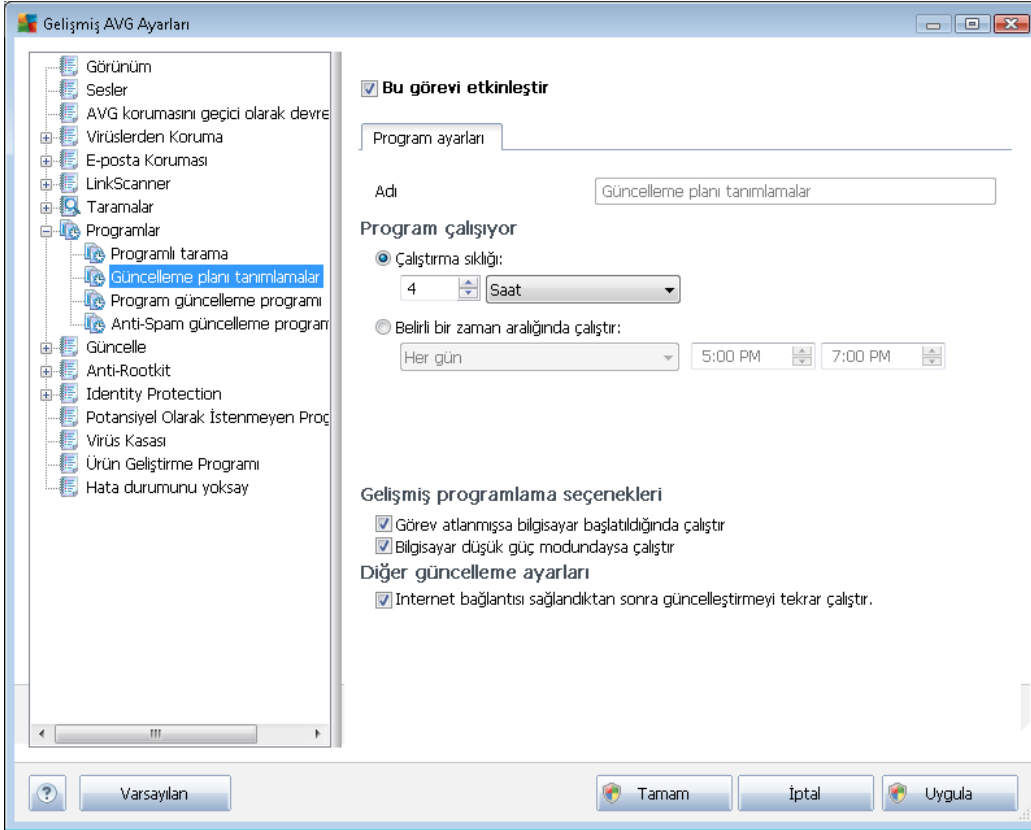 Gelişmiş AVG Ayarları
Görünüm
Sesler
AVG korumasını geçici olarak devre
Virüslerden Koruma
E-posta Koruması
LinkScanner
Taramalar
Programlar
Programlı tarama
Güncelleme planı tanımlamalar
Program güncelleme programı
Anti-Spam güncelleme program
Güncelle
Anti-Rootkit
Identity Protection
Potansiyel Olarak İstenmeyen Prog
Virüs Kasası
Ürün Geliştirme Programı
Hata durumunu yoksay
Bu görevi etkinleştir
Program ayarları
Adı Güncelleme planı tanımlamalar
Program çalışıyor
Çalıştırma sıklığı:
4 Saat
Belirli bir zaman aralığında çalıştır:
Her gün 5:00 PM 7:00 PM
Gelişmiş programlama seçenekleri
Görev atlanmışsa bilgisayar başlatıldığında çalıştır
Bilgisayar düşük güç modundaysa çalıştır
Diğer güncelleme ayarları
Internet bağlantısı sağlandıktan sonra güncelleştirmeyi tekrar çalıştır.
? Varsayılan Tamam İptal Uygula